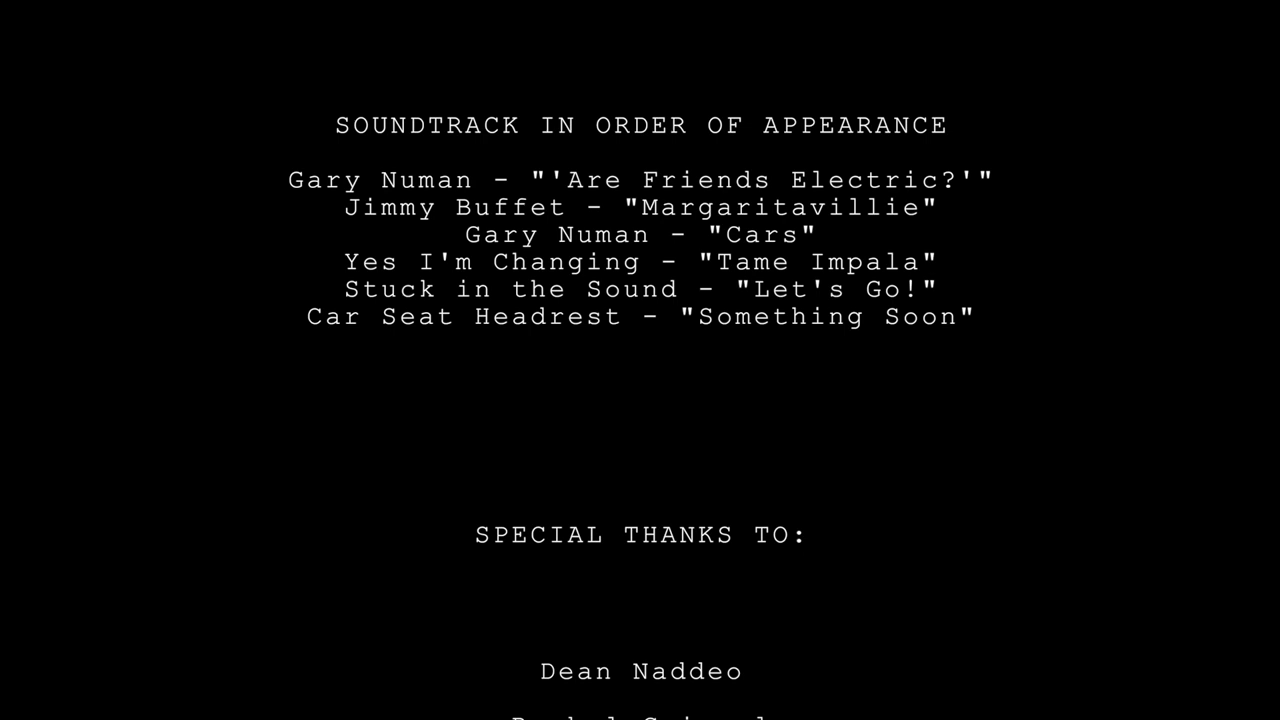 SOUNDTRACK IN ORDER OF APPEARANCE
Gary Numan - "'Are Friends Electric?'"
Jimmy Buffet - "Margaritavillie"
Gary Numan - "Cars"
Yes I'm Changing - "Tame Impala"
Stuck in the Sound - "Let's Go!"
Car Seat Headrest - "Something Soon"
SPECIAL THANKS TO:
Dean Naddeo